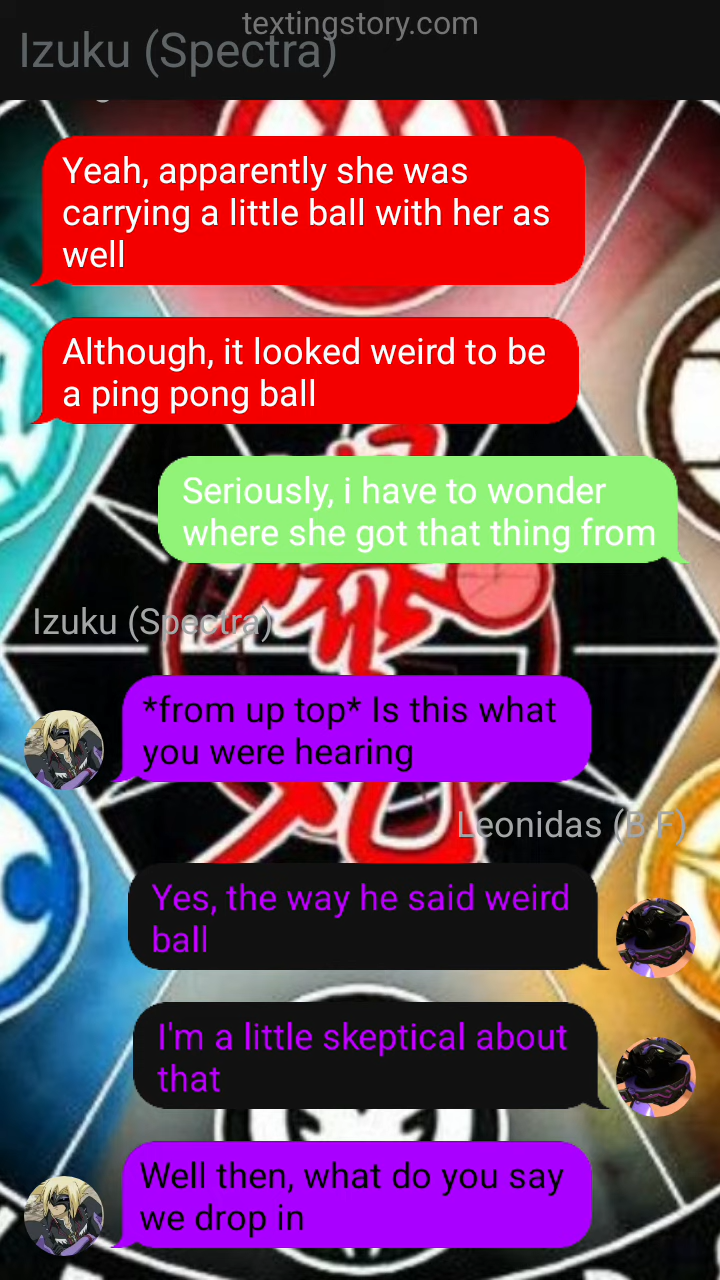 textingstory.com
Izuku (Spectra)
Yeah, apparently she was
carrying a little ball with her as
well
Although, it looked weird to be
a ping pong ball
Seriously, i have to wonder
where she got that thing from
Izuku (Spectra)
*from up top* Is this what
you were hearing
Leonidas (B F)
Yes, the way he said weird
ball
I'm a little skeptical about
that
Well then, what do you say
we drop in